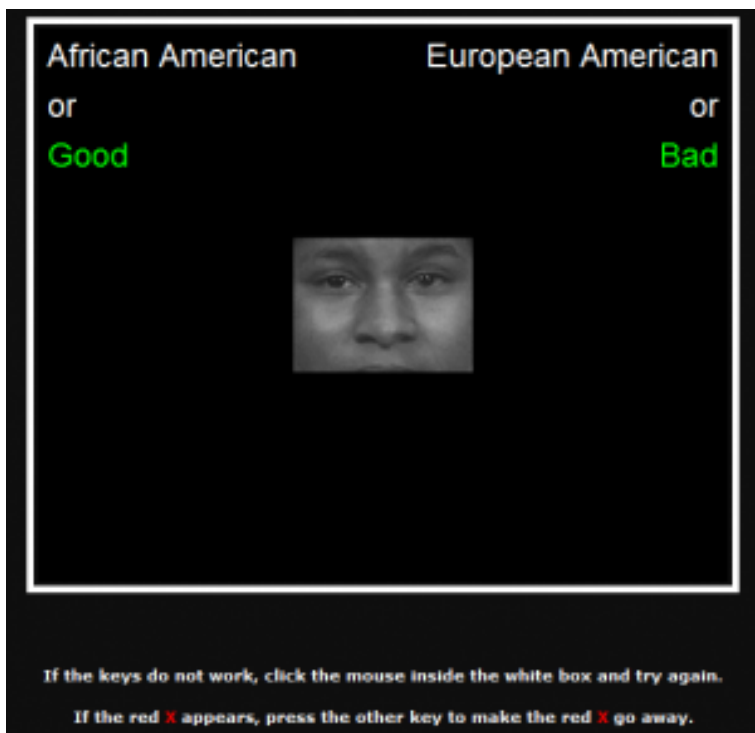 African American European American
or or
Good Bad
If the keys do not work, click the mouse inside the white box and try again.
If the red X appears, press the other key to make the red X go away.